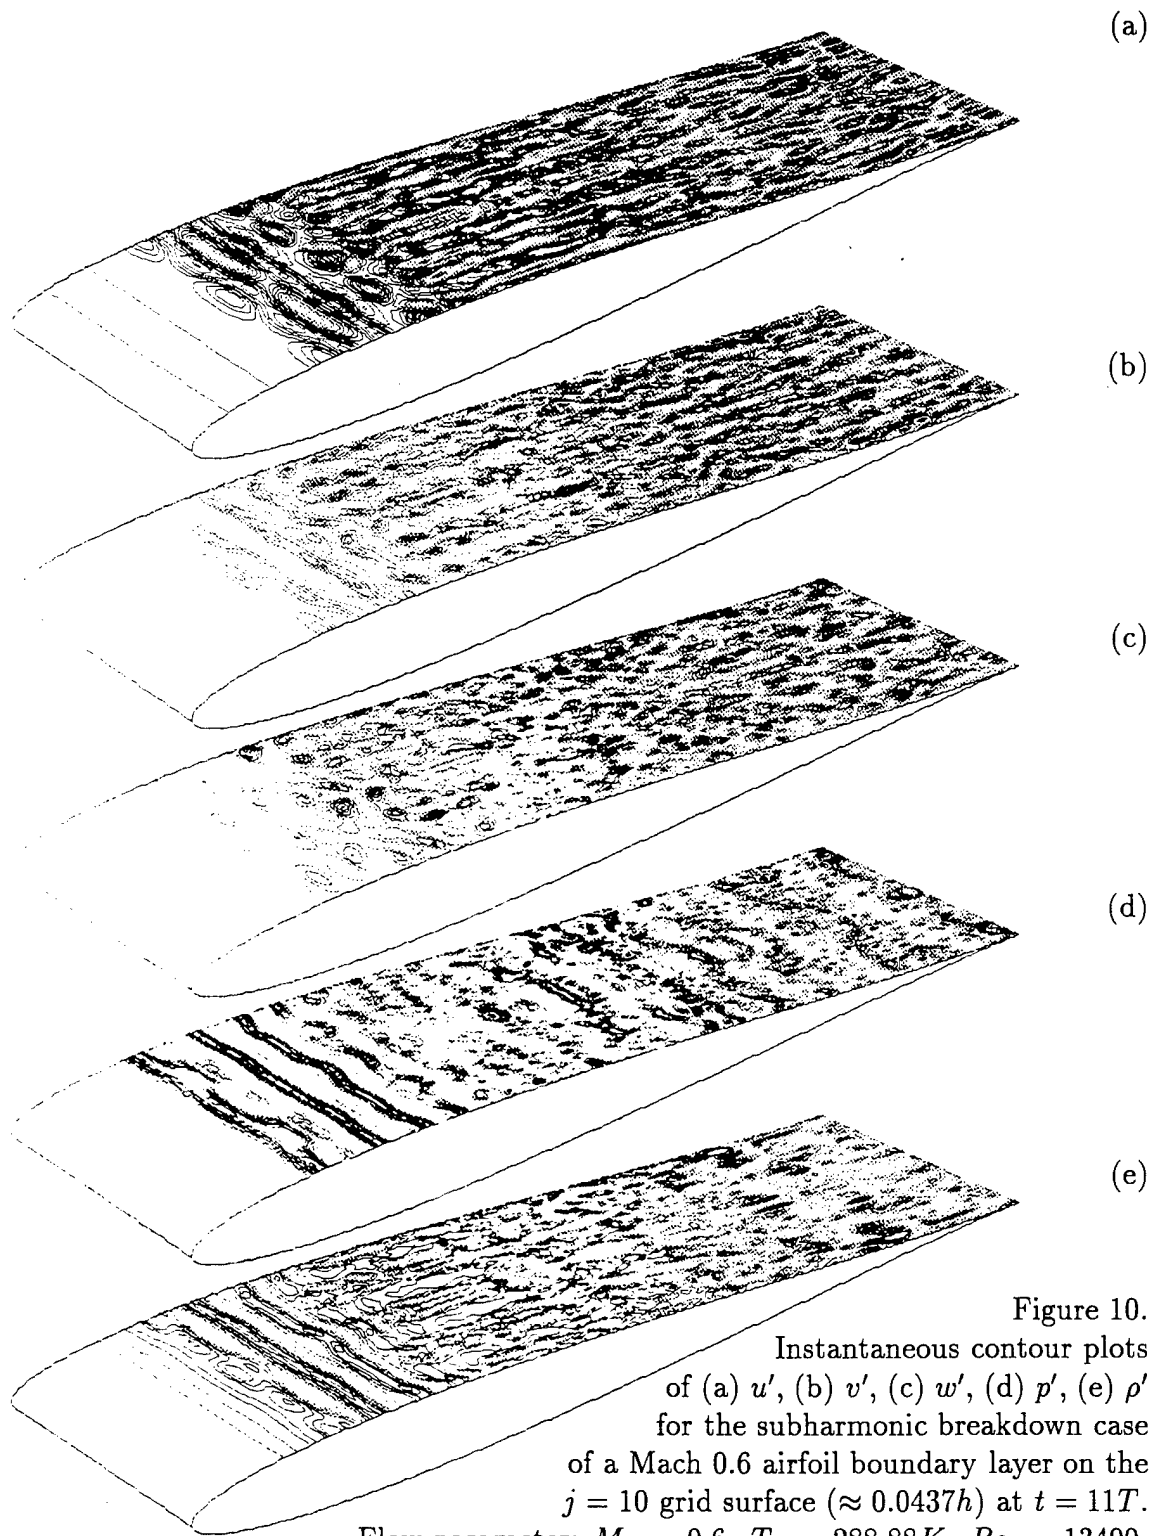 (a)
(b)
(c)
(d)
(e)
Figure 10.
Instantaneous contour plots
of (a) u′, (b) v′, (c) w′, (d) p′, (e) ρ′
for the subharmonic breakdown case
of a Mach 0.6 airfoil boundary layer on the
j = 10 grid surface (≈ 0.0437h) at t = 11T.